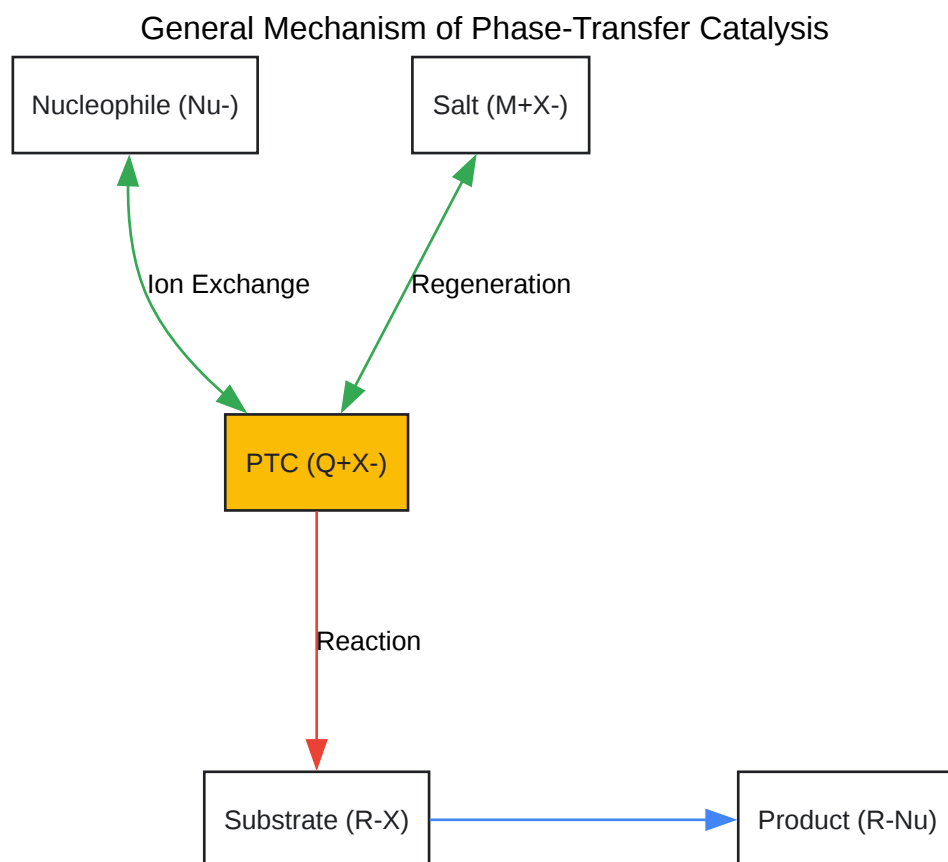 General Mechanism of Phase-Transfer Catalysis
Nucleophile (Nu-)
Salt (M+X-)
Ion Exchange
Regeneration
PTC (Q+X-)
Reaction
Substrate (R-X)
Product (R-Nu)